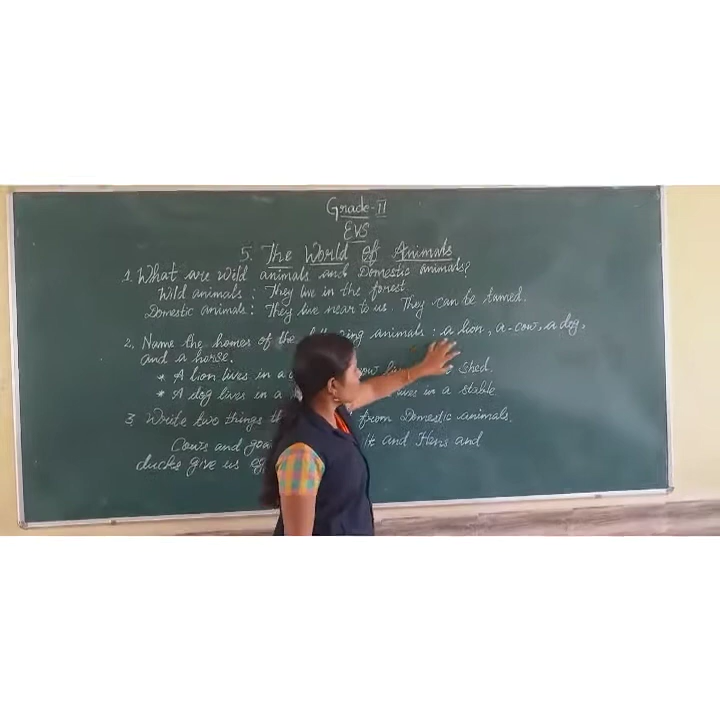 Grade-II
EVS
5. The World Of Animals
1. What are wild animals and Domestic animals?
Wild animals : They live in the forest.
Domestic animals : They live near to us. They can be tamed.
2. Name the homes of the animals : a lion, a-cow, a dog,
and a horse.
* A lion lives in a shed.
* A dog lives in a lives in a stable
3. Write two things from Domestic animals.
Cows and and Hens and
ducks give us